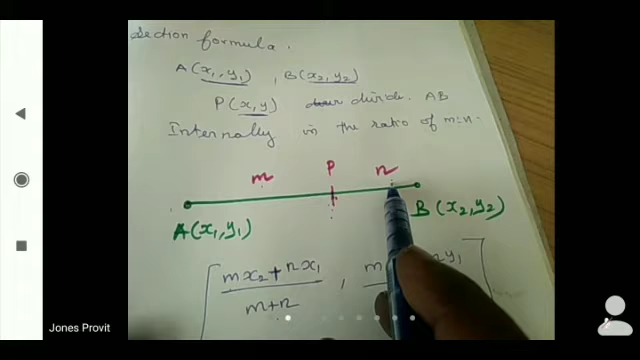 Section formula.
A(x₁,y₁) , B(x₂,y₂)
P(x,y) divide. AB
Internally in the ratio of m:n.
m P n
A(x₁,y₁) B(x₂,y₂)
mx₂+nx₁ , m y₁
m+n
Jones Provit